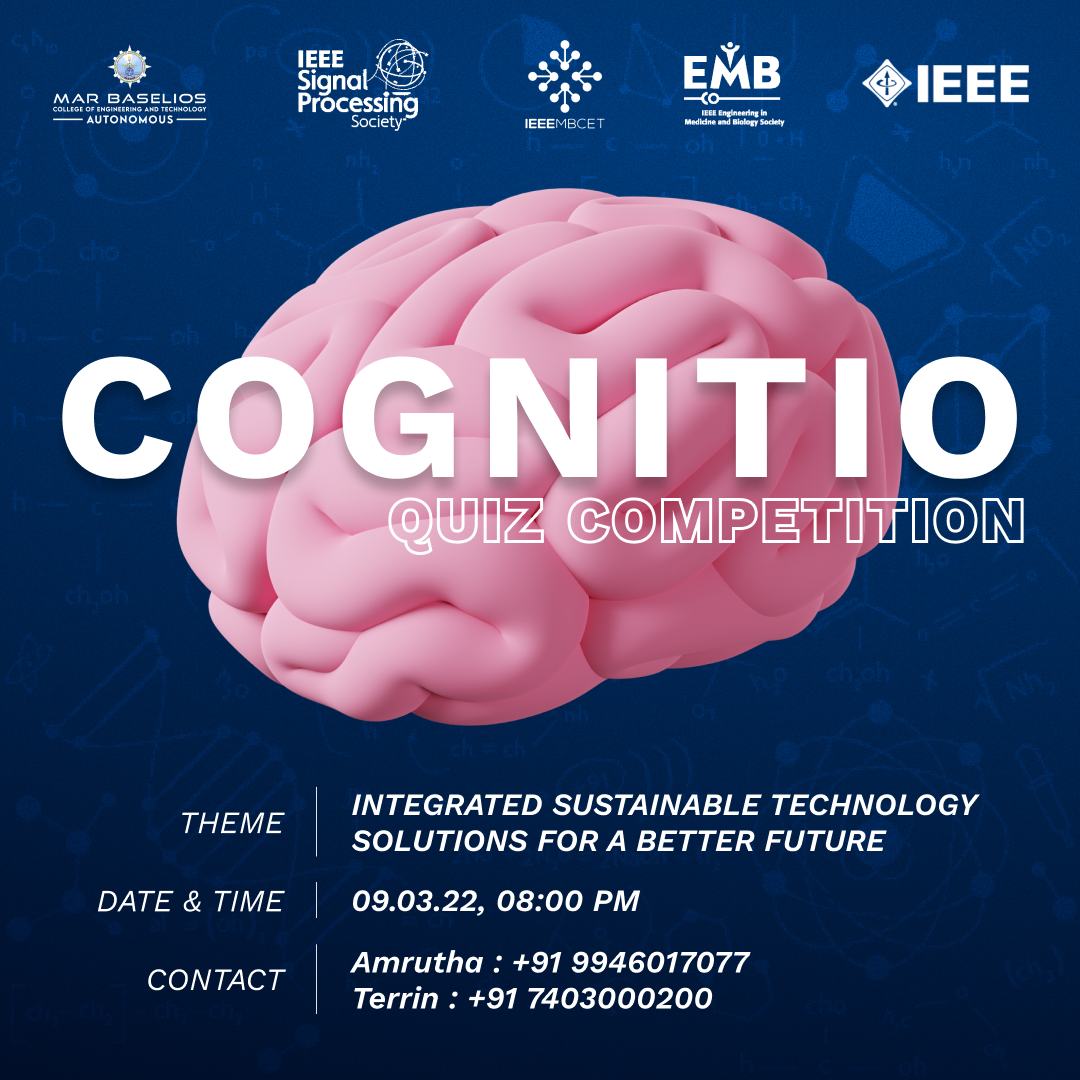 MAR BASELIOS
COLLEGE OF ENGINEERING AND TECHNOLOGY
AUTONOMOUS
IEEE
Signal
Processing
Society
IEEEMBCET
EMB
IEEE Engineering in
Medicine and Biology Society
IEEE
COGNITIO
QUIZ COMPETITION
THEME
INTEGRATED SUSTAINABLE TECHNOLOGY
SOLUTIONS FOR A BETTER FUTURE
DATE & TIME
09.03.22, 08:00 PM
CONTACT
Amrutha : +91 9946017077
Terrin : +91 7403000200